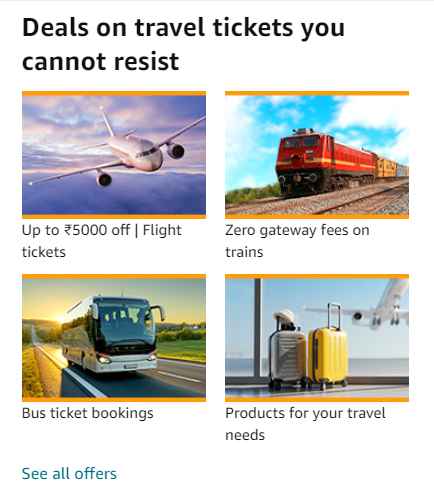 Deals on travel tickets you
cannot resist
Up to ₹5000 off | Flight
tickets
Zero gateway fees on
trains
Bus ticket bookings
Products for your travel
needs
See all offers